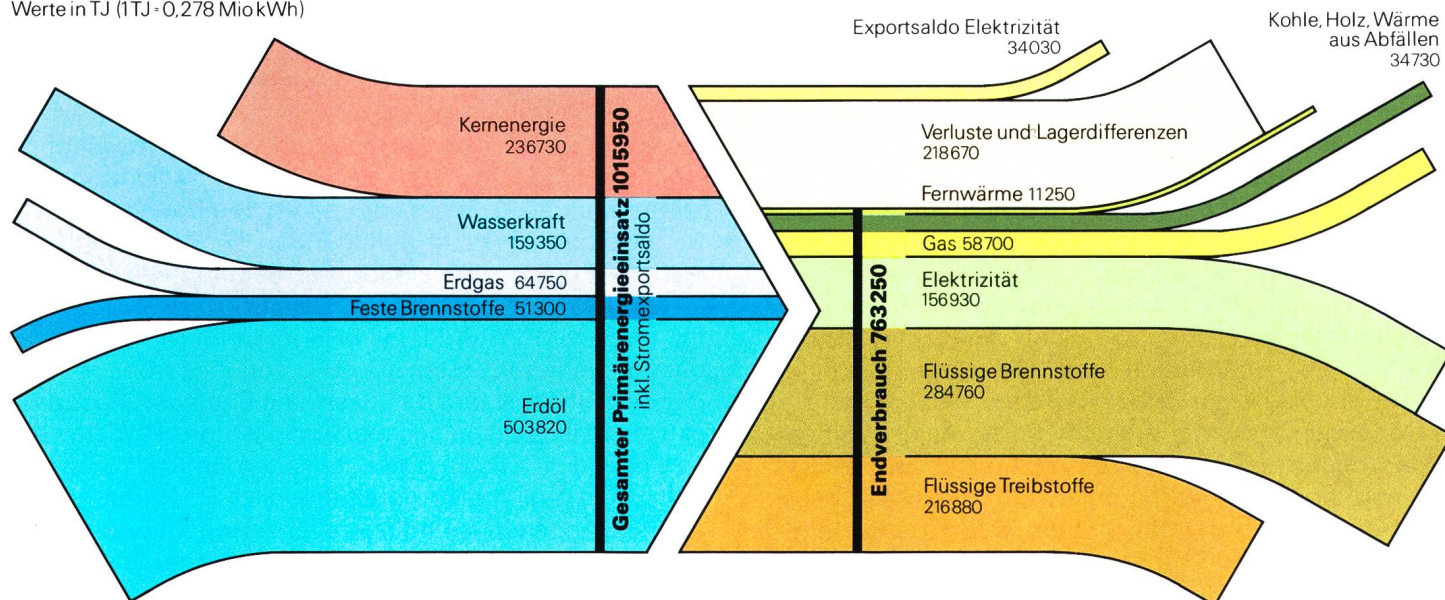 Werte in TJ (1 TJ = 0,278 Mio kWh)
Kernenergie
236730
Wasserkraft
159350
Erdgas 64750
Feste Brennstoffe 51300
Erdöl
503820
Gesamter Primärenergieeinsatz 1015950
inkl. Stromexportsaldo
Exportsaldo Elektrizität
34030
Kohle, Holz, Wärme
aus Abfällen
34730
Verluste und Lagerdifferenzen
218670
Fernwärme 11250
Gas 58700
Elektrizität
156930
Flüssige Brennstoffe
284760
Flüssige Treibstoffe
216880
Endverbrauch 763250